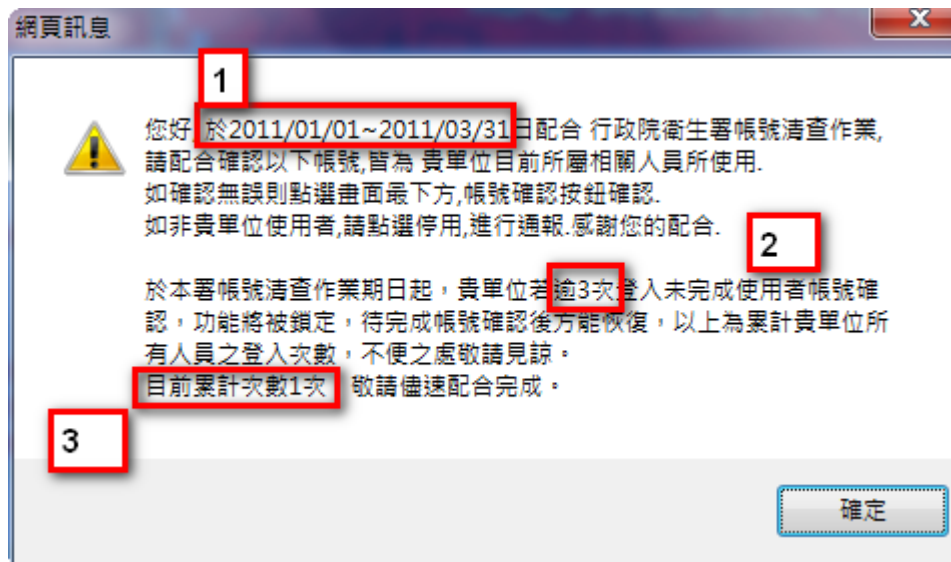 網頁訊息
1
您好, 於2011/01/01~2011/03/31日配合 行政院衛生署帳號清查作業,
請配合確認以下帳號,皆為 貴單位目前所屬相關人員所使用.
如確認無誤則點選畫面最下方,帳號確認按鈕確認.
如非貴單位使用者,請點選停用,進行通報.感謝您的配合.
2
於本署帳號清查作業期日起，貴單位若逾3次登入未完成使用者帳號確
認，功能將被鎖定，待完成帳號確認後方能恢復，以上為累計貴單位所
有人員之登入次數，不便之處敬請見諒。
目前累計次數1次 敬請儘速配合完成。
3
確定